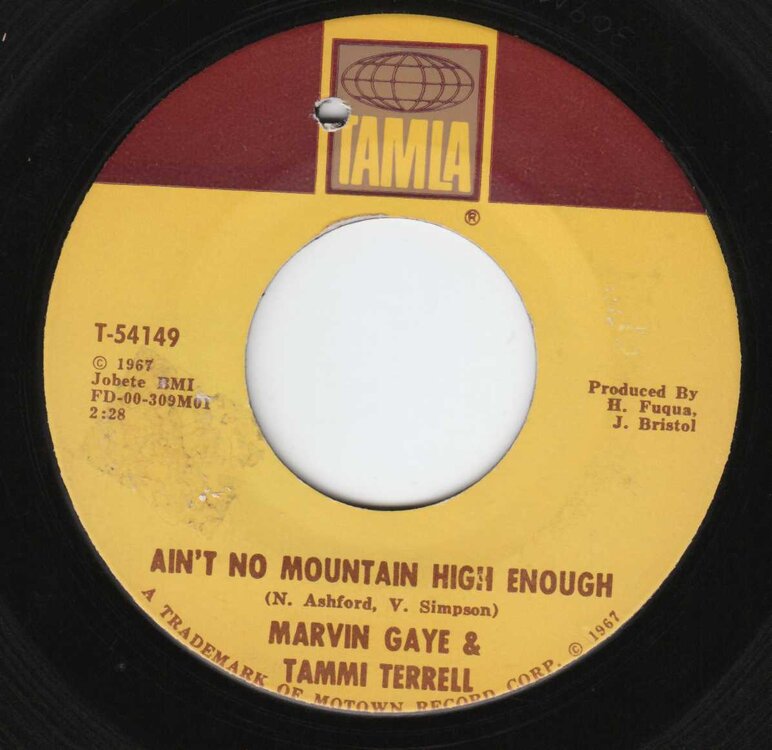 TAMLA
®
T-54149
© 1967
Jobete BMI
FD-00-309M01
2:28
Produced By
H. Fuqua,
J. Bristol
AIN'T NO MOUNTAIN HIGH ENOUGH
(N. Ashford, V. Simpson)
MARVIN GAYE &
TAMMI TERRELL
A TRADEMARK OF MOTOWN RECORD CORP. © 1967